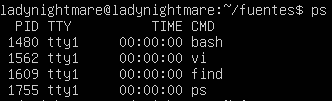 ladynightmare@ladynightmare:~/fuentes$ ps
PID TTY TIME CMD
1480 tty1 00:00:00 bash
1562 tty1 00:00:00 vi
1609 tty1 00:00:00 find
1755 tty1 00:00:00 ps